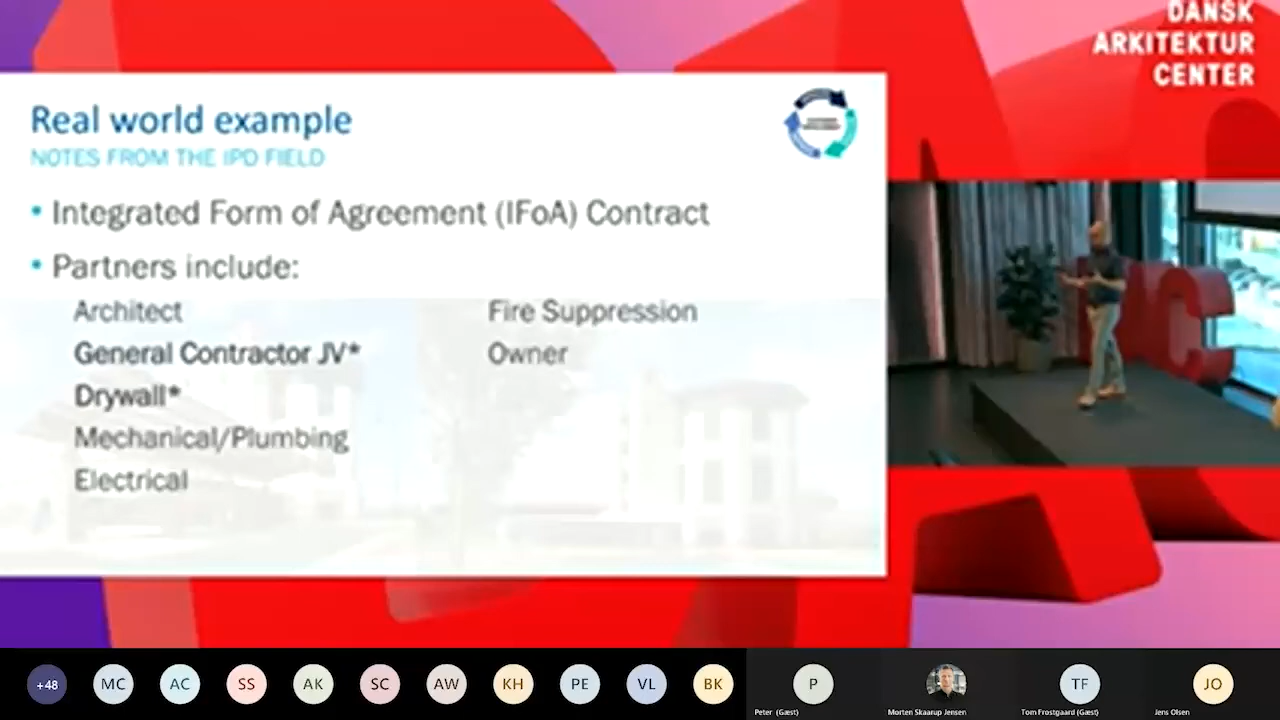 DANSK
ARKITEKTUR
CENTER
Real world example
NOTES FROM THE IPD FIELD
• Integrated Form of Agreement (IFoA) Contract
• Partners include:
Architect
General Contractor JV*
Drywall*
Mechanical/Plumbing
Electrical
Fire Suppression
Owner
+48 MC AC SS AK SC AW KH PE VL BK P TF JO
Peter (Gæst) Morten Skaarup Jensen Tom Frostgaard (Gæst) Jens Olsen